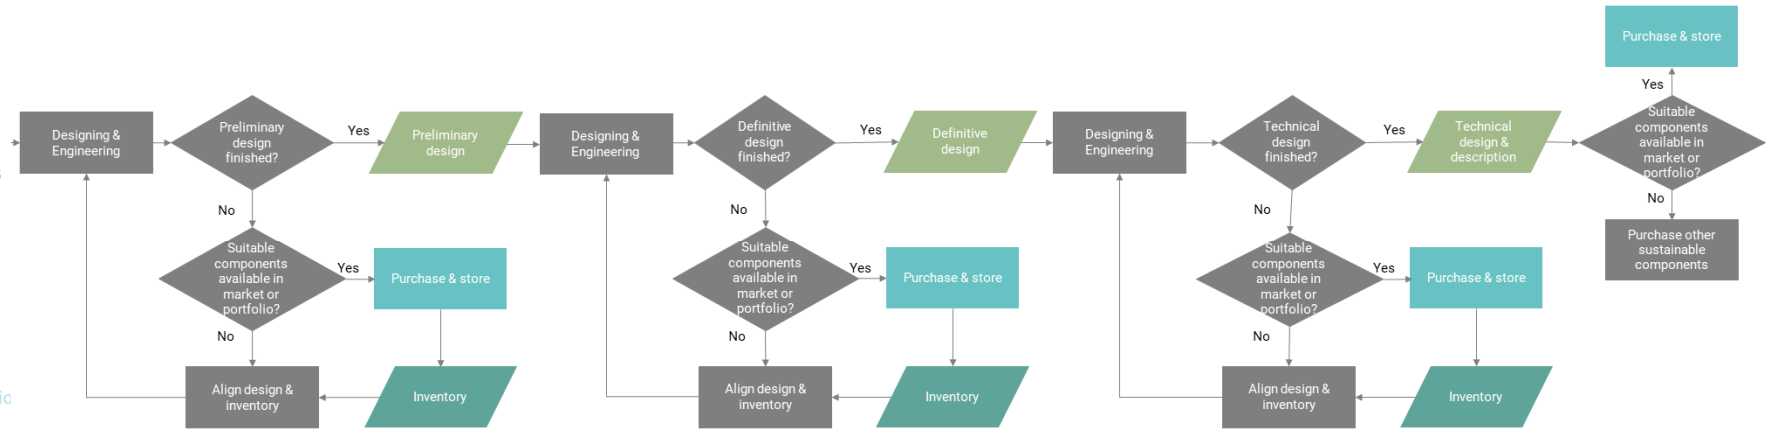 Designing &
Engineering
Preliminary
design
finished?
Yes
Preliminary
design
No
Suitable
components
available in
market or
portfolio?
Yes
Purchase & store
No
Align design &
inventory
Inventory
Designing &
Engineering
Definitive
design
finished?
Yes
Definitive
design
No
Suitable
components
available in
market or
portfolio?
Yes
Purchase & store
No
Align design &
inventory
Inventory
Designing &
Engineering
Technical
design
finished?
Yes
Technical
design &
description
No
Suitable
components
available in
market or
portfolio?
Yes
Purchase & store
No
Align design &
inventory
Inventory
Purchase & store
Yes
Suitable
components
available in
market or
portfolio?
No
Purchase other
sustainable
components